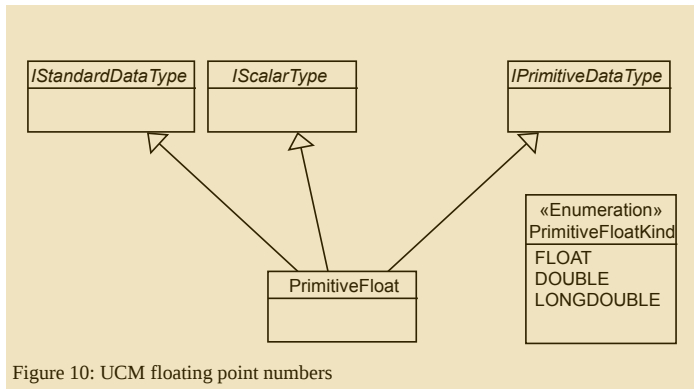 IStandardDataType
IScalarType
IPrimitiveDataType
«Enumeration»
PrimitiveFloatKind
FLOAT
DOUBLE
LONGDOUBLE
PrimitiveFloat
Figure 10: UCM floating point numbers